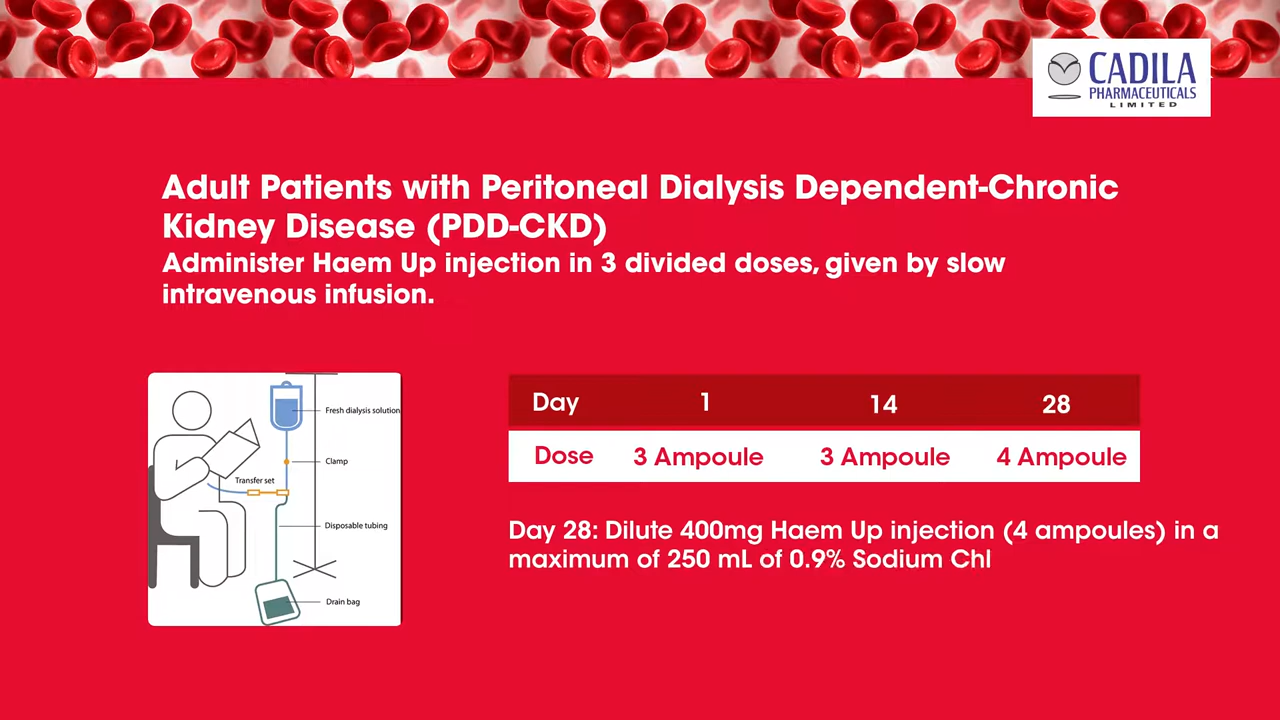 CADILA
PHARMACEUTICALS
LIMITED
Adult Patients with Peritoneal Dialysis Dependent-Chronic
Kidney Disease (PDD-CKD)
Administer Haem Up injection in 3 divided doses, given by slow
intravenous infusion.
Fresh dialysis solution
Clamp
Transfer set
Disposable tubing
Drain bag
Day 1 14 28
Dose 3 Ampoule 3 Ampoule 4 Ampoule
Day 28: Dilute 400mg Haem Up injection (4 ampoules) in a
maximum of 250 mL of 0.9% Sodium Chl